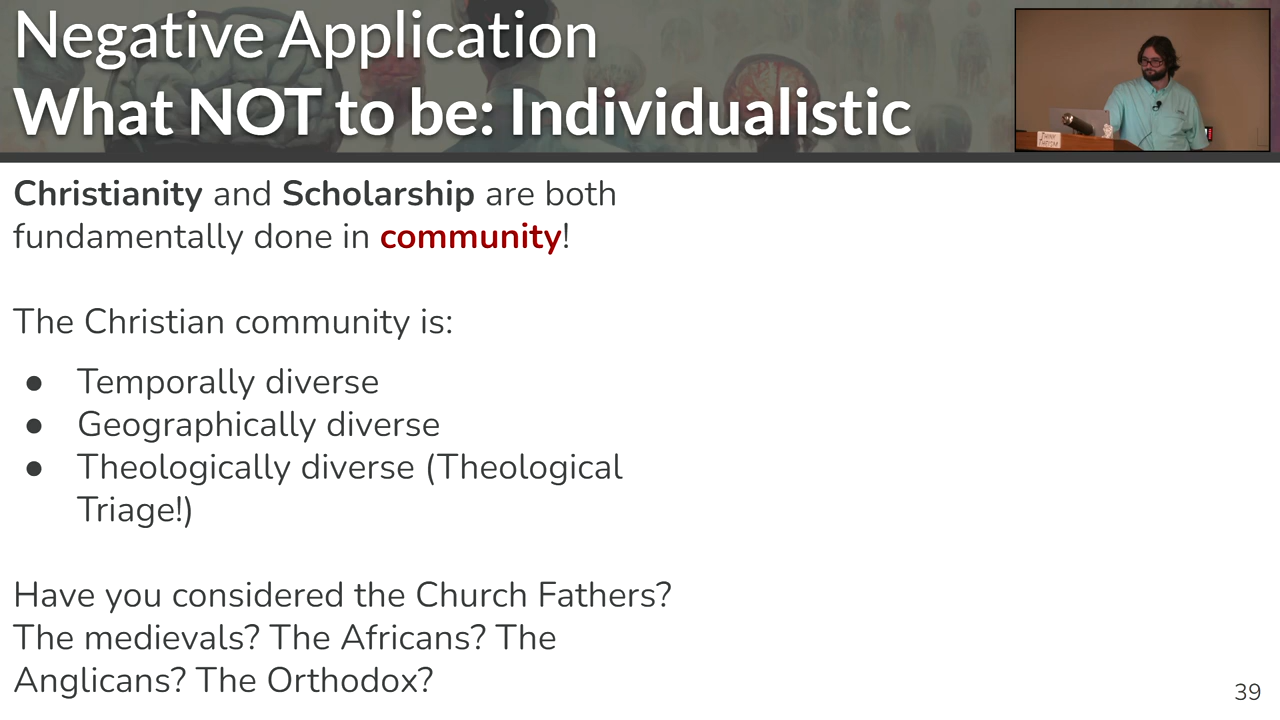 Negative Application
What NOT to be: Individualistic
Christianity and Scholarship are both
fundamentally done in community!
The Christian community is:
● Temporally diverse
● Geographically diverse
● Theologically diverse (Theological
Triage!)
Have you considered the Church Fathers?
The medievals? The Africans? The
Anglicans? The Orthodox?
39